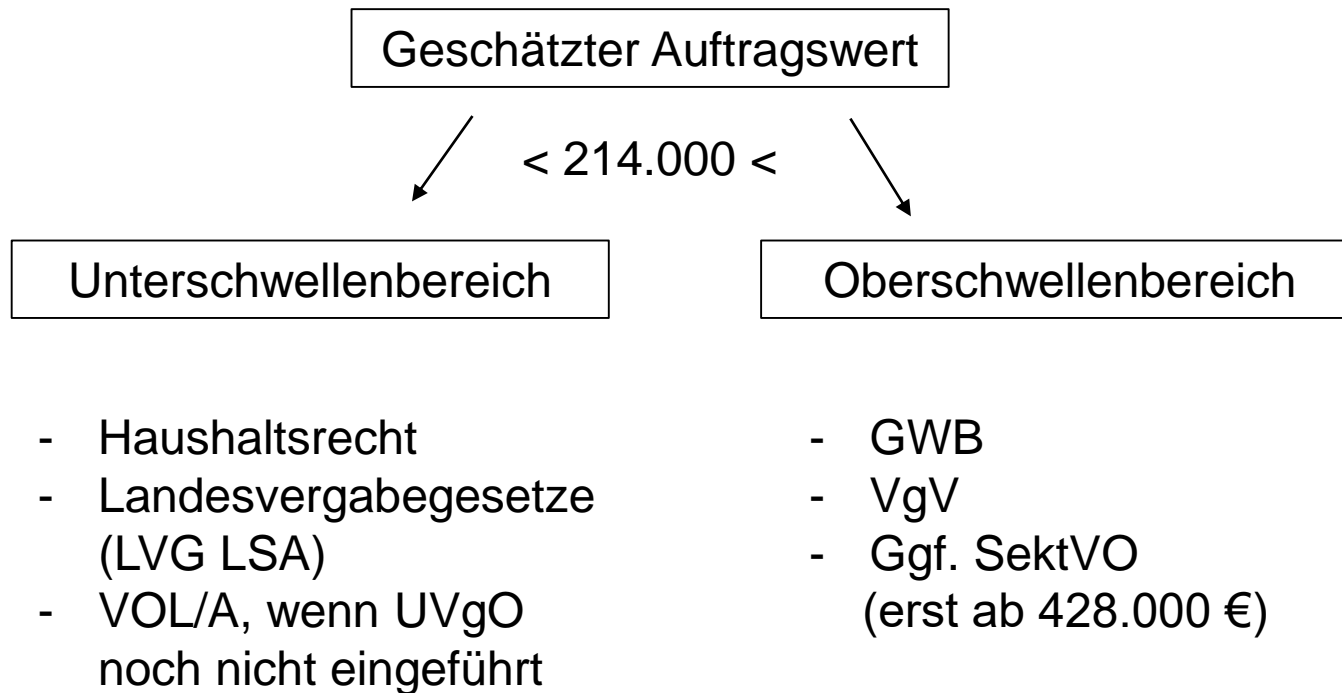 Geschätzter Auftragswert
< 214.000 <
Unterschwellenbereich
Oberschwellenbereich
- Haushaltsrecht
- Landesvergabegesetze
(LVG LSA)
- VOL/A, wenn UVgO
noch nicht eingeführt
- GWB
- VgV
- Ggf. SektVO
(erst ab 428.000 €)